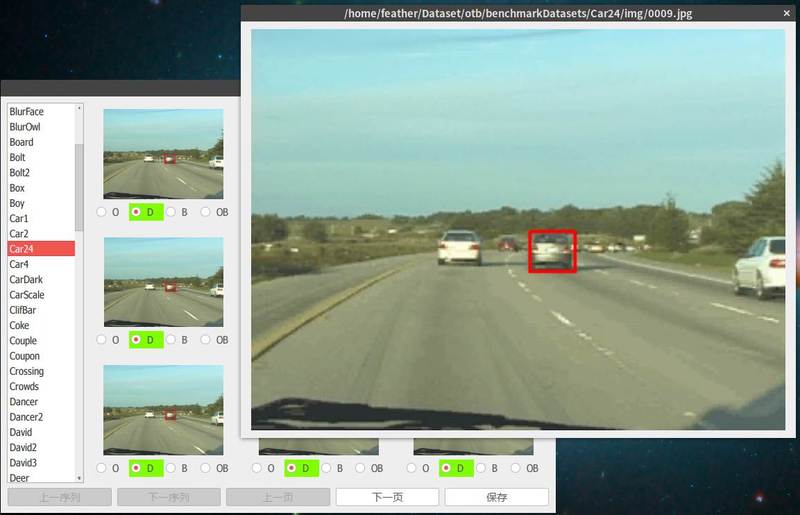 /home/feather/Dataset/otb/benchmarkDatasets/Car24/img/0009.jpg
BlurFace
BlurOwl
Board
Bolt
Bolt2
Box
Boy
Car1
Car2
Car24
Car4
CarDark
CarScale
ClifBar
Coke
Couple
Coupon
Crossing
Crowds
Dancer
Dancer2
David
David2
David3
Deer
O D B OB
O D B OB
O D B OB O D B OB O D B OB
上一序列 下一序列 上一页 下一页 保存